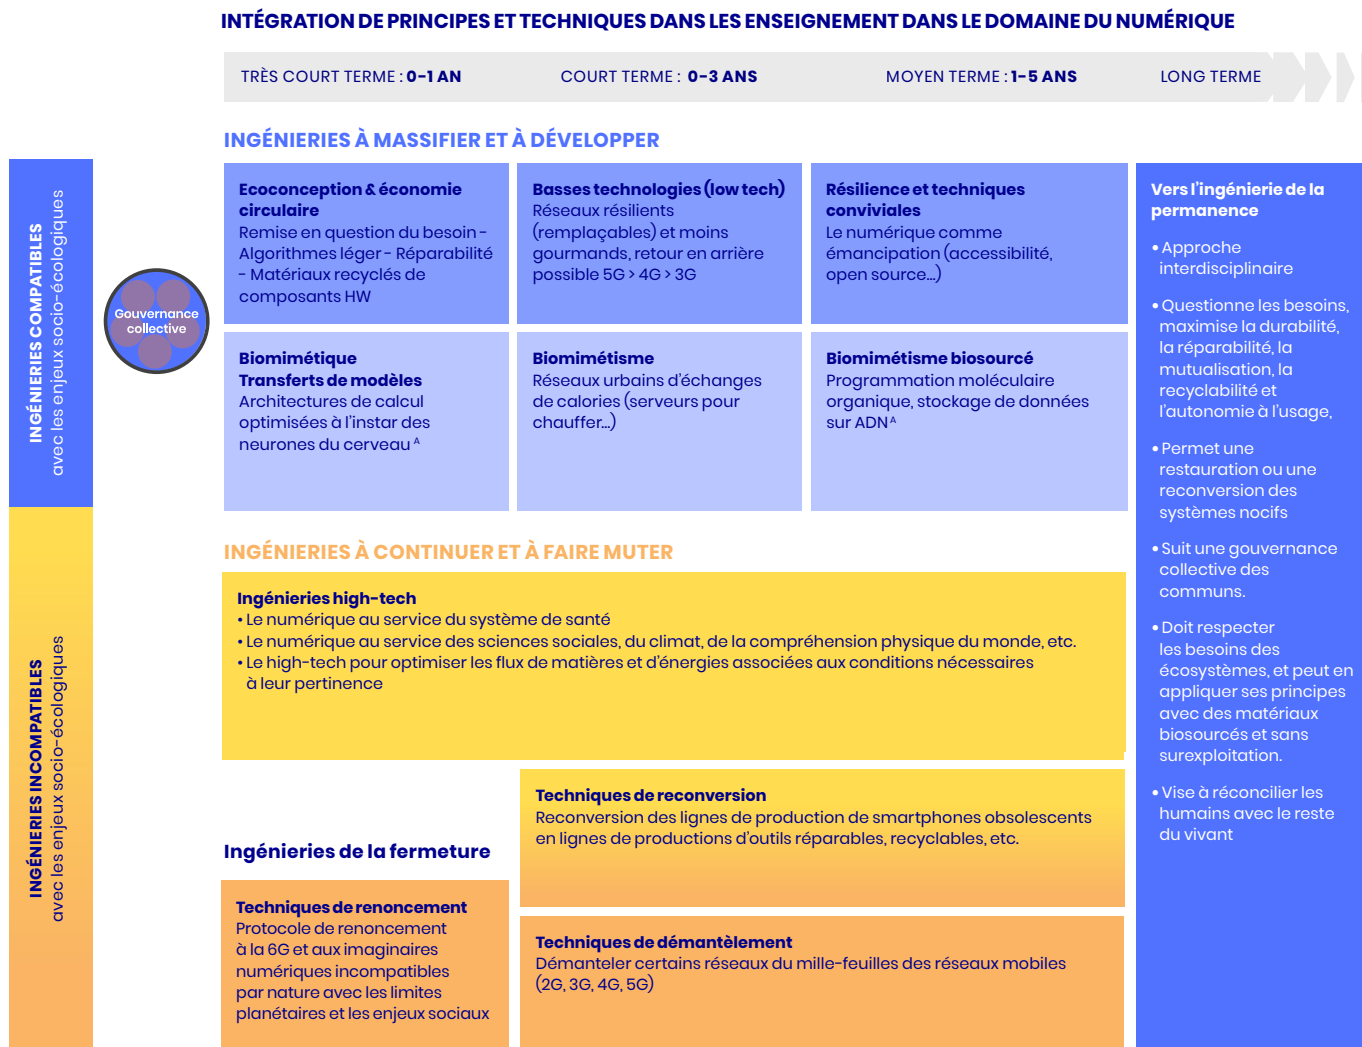 INTÉGRATION DE PRINCIPES ET TECHNIQUES DANS LES ENSEIGNEMENT DANS LE DOMAINE DU NUMÉRIQUE
TRÈS COURT TERME : 0-1 AN
COURT TERME : 0-3 ANS
MOYEN TERME : 1-5 ANS
LONG TERME
INGÉNIERIES COMPATIBLES
avec les enjeux socio-écologiques
Gouvernance
collective
INGÉNIERIES À MASSIFIER ET À DÉVELOPPER
Ecoconception & économie
circulaire
Remise en question du besoin -
Algorithmes léger - Réparabilité
- Matériaux recyclés de
composants HW
Basses technologies (low tech)
Réseaux résilients
(remplaçables) et moins
gourmands, retour en arrière
possible 5G > 4G > 3G
Résilience et techniques
conviviales
Le numérique comme
émancipation (accessibilité,
open source...)
Biomimétique
Transferts de modèles
Architectures de calcul
optimisées à l'instar des
neurones du cerveau A
Biomimétisme
Réseaux urbains d'échanges
de calories (serveurs pour
chauffer...)
Biomimétisme biosourcé
Programmation moléculaire
organique, stockage de données
sur ADN A
Vers l'ingénierie de la
permanence
• Approche
interdisciplinaire
• Questionne les besoins,
maximise la durabilité,
la réparabilité, la
mutualisation, la
recyclabilité et
l'autonomie à l'usage,
• Permet une
restauration ou une
reconversion des
systèmes nocifs
• Suit une gouvernance
collective des
communs.
• Doit respecter
les besoins des
écosystèmes, et peut en
appliquer ses principes
avec des matériaux
biosourcés et sans
surexploitation.
• Vise à réconcilier les
humains avec le reste
du vivant
INGÉNIERIES INCOMPATIBLES
avec les enjeux socio-écologiques
INGÉNIERIES À CONTINUER ET À FAIRE MUTER
Ingénieries high-tech
• Le numérique au service du système de santé
• Le numérique au service des sciences sociales, du climat, de la compréhension physique du monde, etc.
• Le high-tech pour optimiser les flux de matières et d'énergies associées aux conditions nécessaires
à leur pertinence
Ingénieries de la fermeture
Techniques de renoncement
Protocole de renoncement
à la 6G et aux imaginaires
numériques incompatibles
par nature avec les limites
planétaires et les enjeux sociaux
Techniques de reconversion
Reconversion des lignes de production de smartphones obsolescents
en lignes de productions d'outils réparables, recyclables, etc.
Techniques de démantèlement
Démanteler certains réseaux du mille-feuilles des réseaux mobiles
(2G, 3G, 4G, 5G)